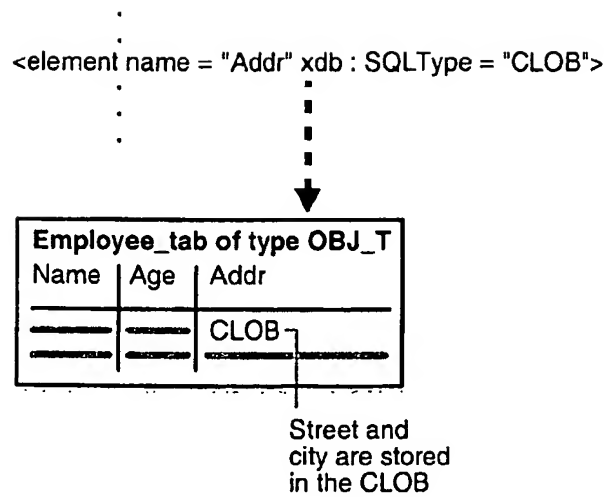 <element name = "Addr" xdb : SQLType = "CLOB">
Employee_tab of type OBJ_T
Name Age Addr
CLOB
Street and
city are stored
in the CLOB